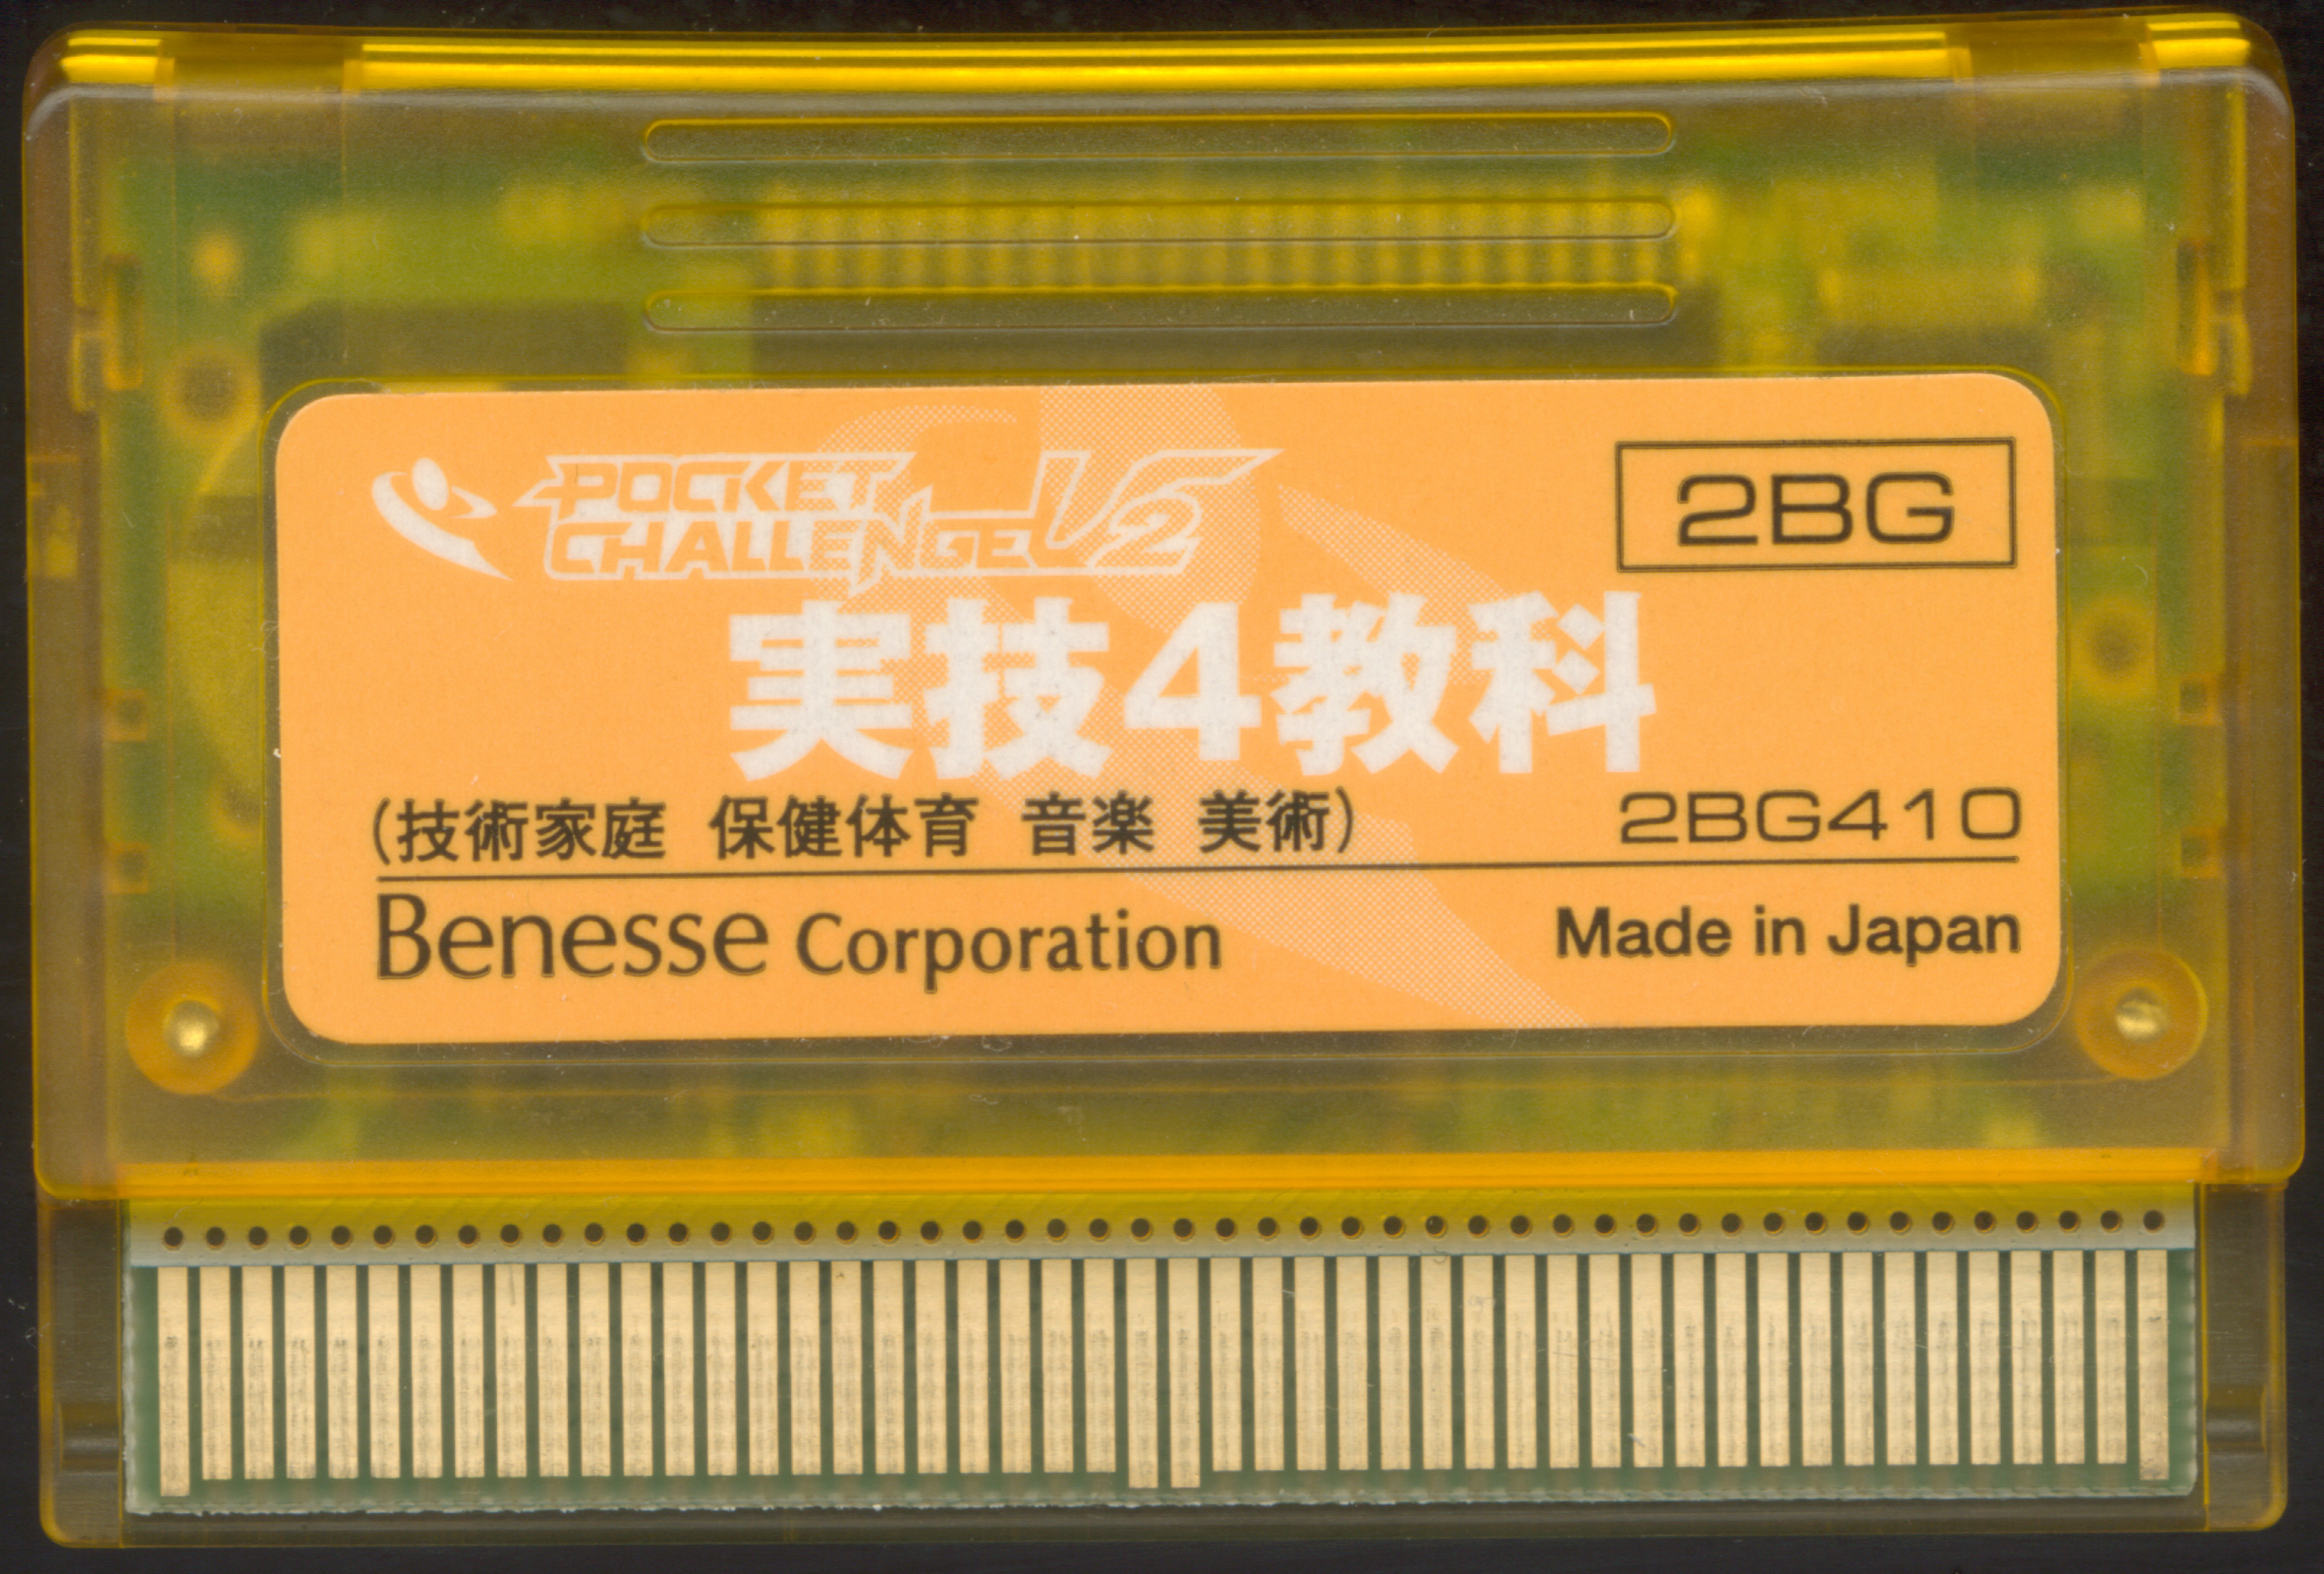 POCKET
CHALLENGE V2
2BG
実技4教科
(技術家庭 保健体育 音楽 美術)
2BG410
Benesse Corporation
Made in Japan